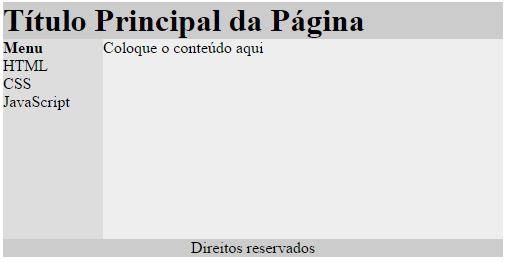 Título Principal da Página
Menu
HTML
CSS
JavaScript
Coloque o conteúdo aqui
Direitos reservados